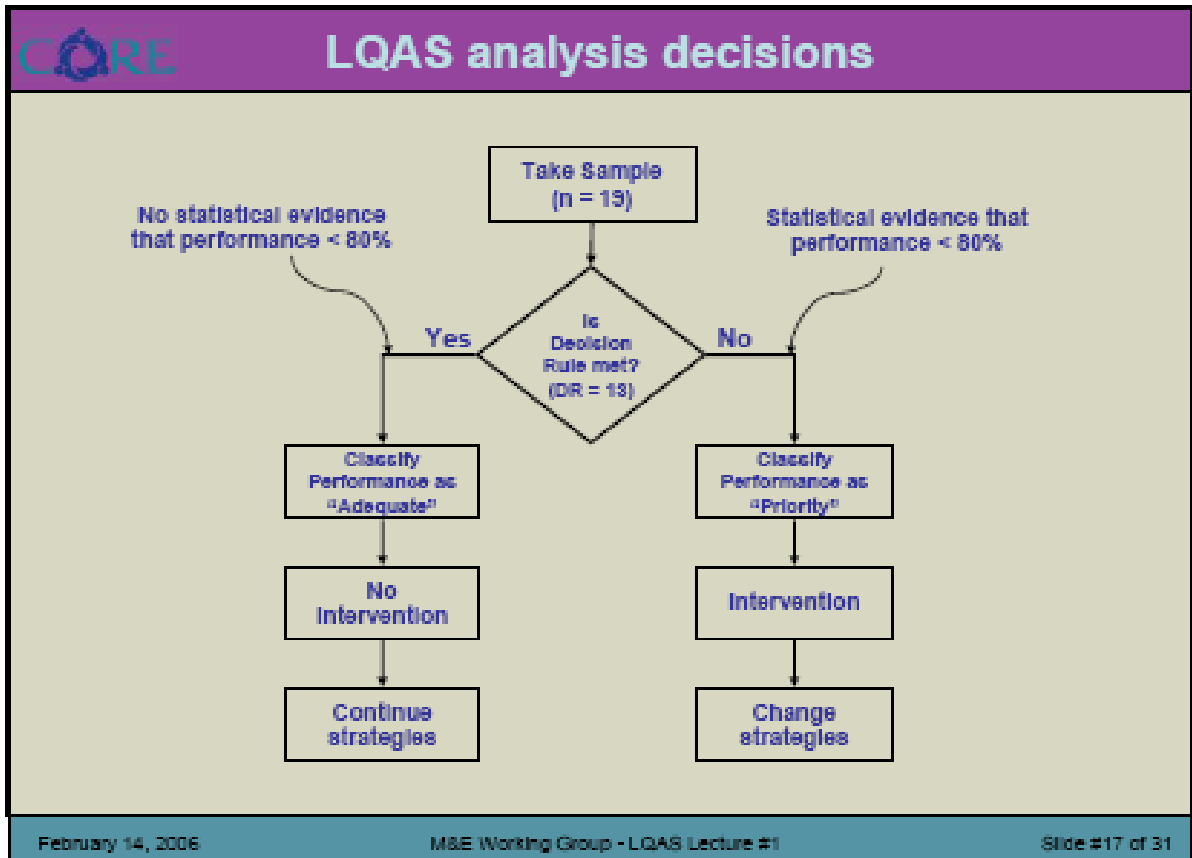 CORE
LQAS analysis decisions
Take Sample
(n = 19)
No statistical evidence
that performance < 80%
Statistical evidence that
performance < 80%
Yes
Is
Decision
Rule met?
(DR = 13)
No
Classify
Performance as
"Adequate"
Classify
Performance as
"Priority"
No
Intervention
Intervention
Continue
strategies
Change
strategies
February 14, 2006
M&E Working Group - LQAS Lecture #1
Slide #17 of 31